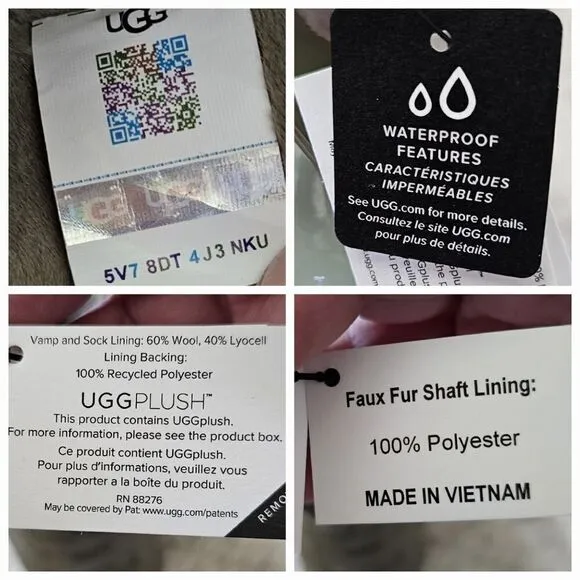 UGG
UGG
5V7 8DT 4J3 NKU
WATERPROOF
FEATURES
CARACTÉRISTIQUES
IMPERMÉABLES
See UGG.com for more details.
Consultez le site UGG.com
pour plus de détails.
Vamp and Sock Lining: 60% Wool, 40% Lyocell
Lining Backing:
100% Recycled Polyester
UGGPLUSH™
This product contains UGGplush.
For more information, please see the product box.
Ce produit contient UGGplush.
Pour plus d'informations, veuillez vous
rapporter a la boîte du produit.
RN 88276
May be covered by Pat: www.ugg.com/patents
Faux Fur Shaft Lining:
100% Polyester
MADE IN VIETNAM